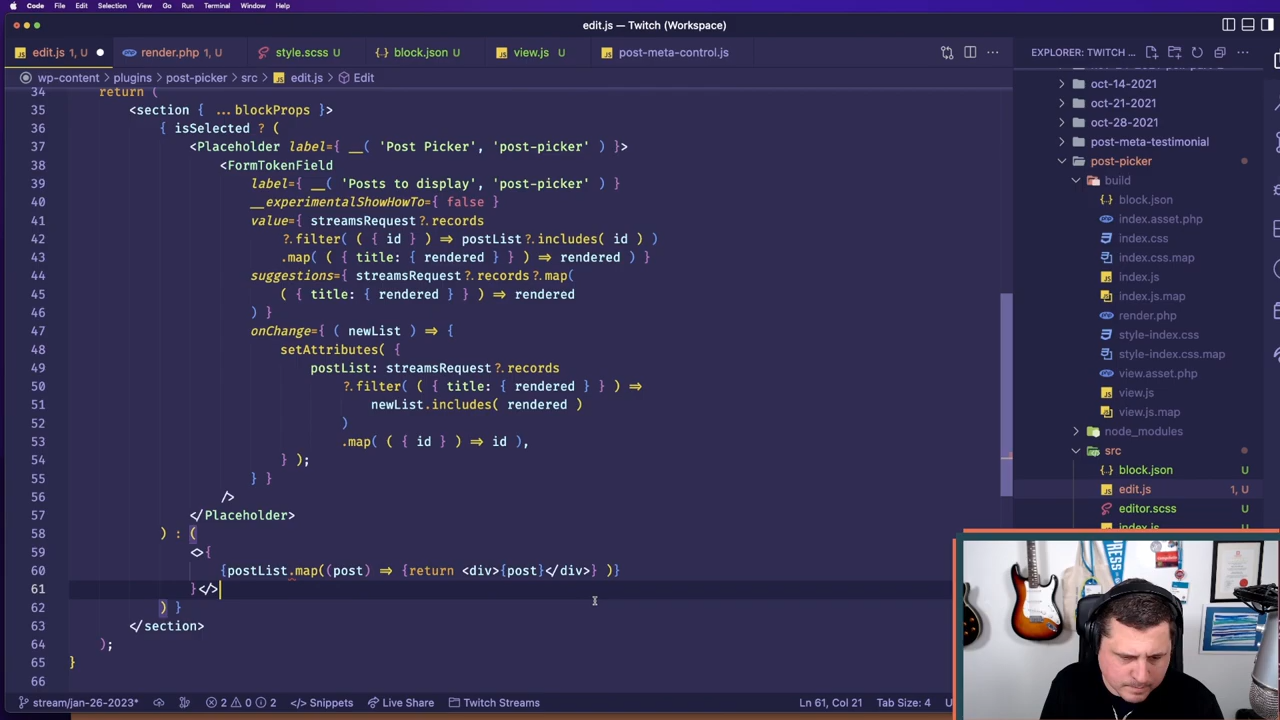 Code File Edit Selection View Go Run Terminal Window Help
edit.js — Twitch (Workspace)
edit.js 1, U
render.php 1, U
style.scss U
block.json U
view.js U
post-meta-control.js
EXPLORER: TWITCH …
wp-content > plugins > post-picker > src > edit.js > Edit
34 return (
35 <section { ...blockProps }>
36 { isSelected ? (
37 <Placeholder label={ __( 'Post Picker', 'post-picker' ) }>
38 <FormTokenField
39 label={ __( 'Posts to display', 'post-picker' ) }
40 __experimentalShowHowTo={ false }
41 value={ streamsRequest?.records
42 ?.filter( ( { id } ) => postList?.includes( id ) )
43 .map( ( { title: { rendered } } ) => rendered ) }
44 suggestions={ streamsRequest?.records?.map(
45 ( { title: { rendered } } ) => rendered
46 ) }
47 onChange={ ( newList ) => {
48 setAttributes( {
49 postList: streamsRequest?.records
50 ?.filter( ( { title: { rendered } } ) =>
51 newList.includes( rendered )
52 )
53 .map( ( { id } ) => id ),
54 } );
55 } }
56 />
57 </Placeholder>
58 ) : (
59 <>{
60 {postList.map((post) => {return <div>{post}</div>} )}
61 }</>
62 ) }
63 </section>
64 );
65 }
66
oct-14-2021
oct-21-2021
oct-28-2021
post-meta-testimonial
post-picker
build
block.json
index.asset.php
index.css
index.css.map
index.js
index.js.map
render.php
style-index.css
style-index.css.map
view.asset.php
view.js
view.js.map
node_modules
src
block.json U
edit.js 1, U
editor.scss U
stream/jan-26-2023* 2 0 2 </> Snippets Live Share Twitch Streams Ln 61, Col 21 Tab Size: 4